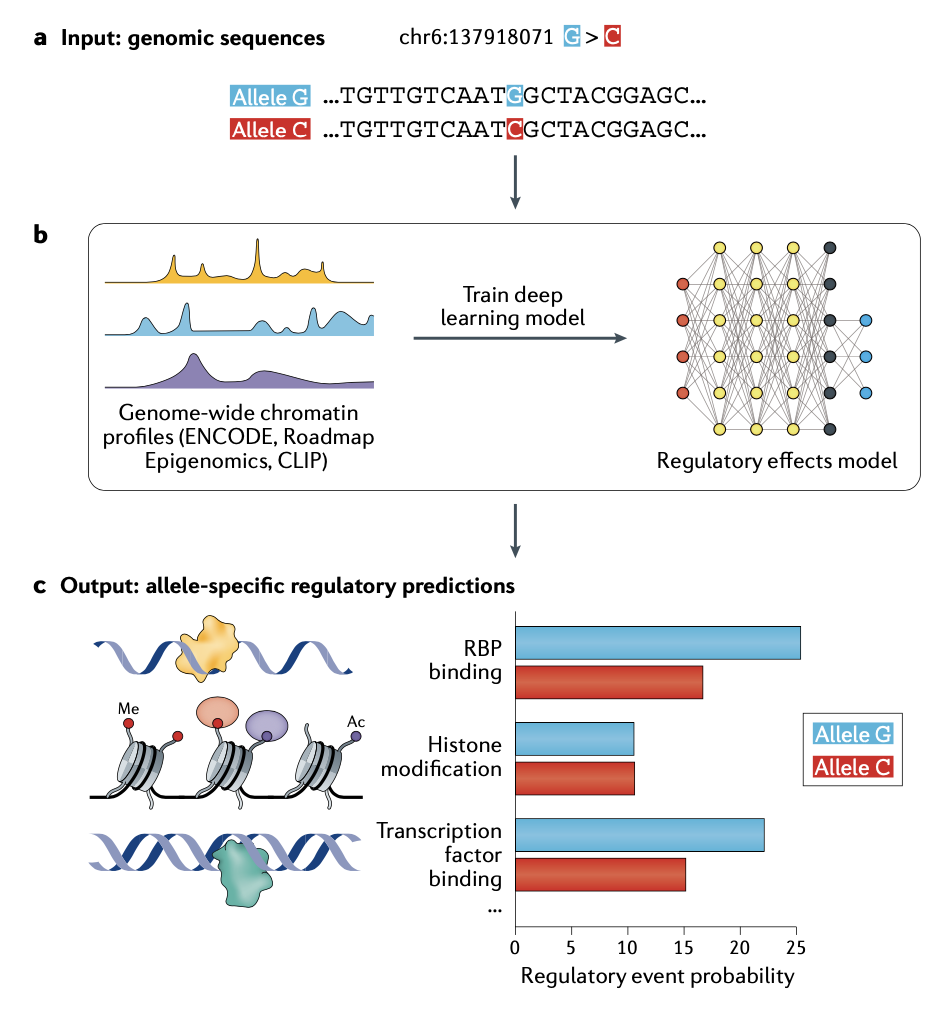 a Input: genomic sequences
chr6:137918071 G > C
Allele G ...TGTTGTCAATGGCTACGGAGC...
Allele C ...TGTTGTCAATCGCTACGGAGC...
b
Train deep
learning model
Genome-wide chromatin
profiles (ENCODE, Roadmap
Epigenomics, CLIP)
Regulatory effects model
c Output: allele-specific regulatory predictions
Me
Ac
RBP
binding
Histone
modification
Transcription
factor
binding
...
Allele G
Allele C
0 5 10 15 20 25
Regulatory event probability